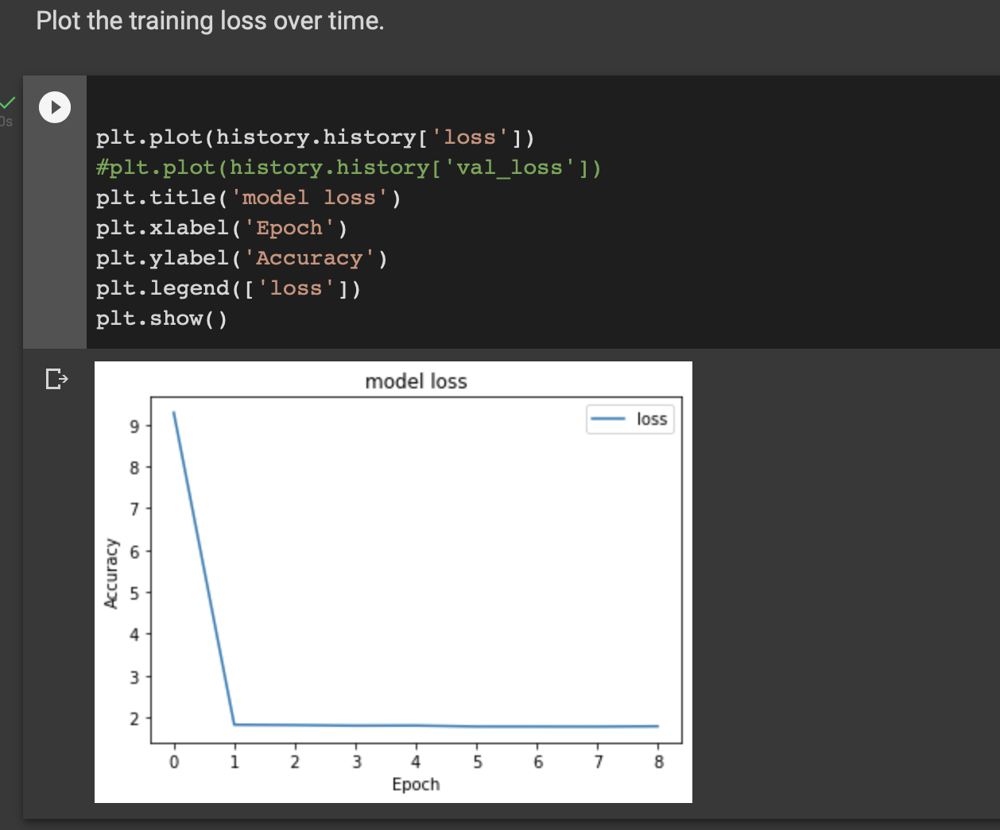 Plot the training loss over time.
0s
plt.plot(history.history['loss'])
#plt.plot(history.history['val_loss'])
plt.title('model loss')
plt.xlabel('Epoch')
plt.ylabel('Accuracy')
plt.legend(['loss'])
plt.show()
model loss
loss
9
8
7
6
5
4
3
2
Accuracy
0 1 2 3 4 5 6 7 8
Epoch